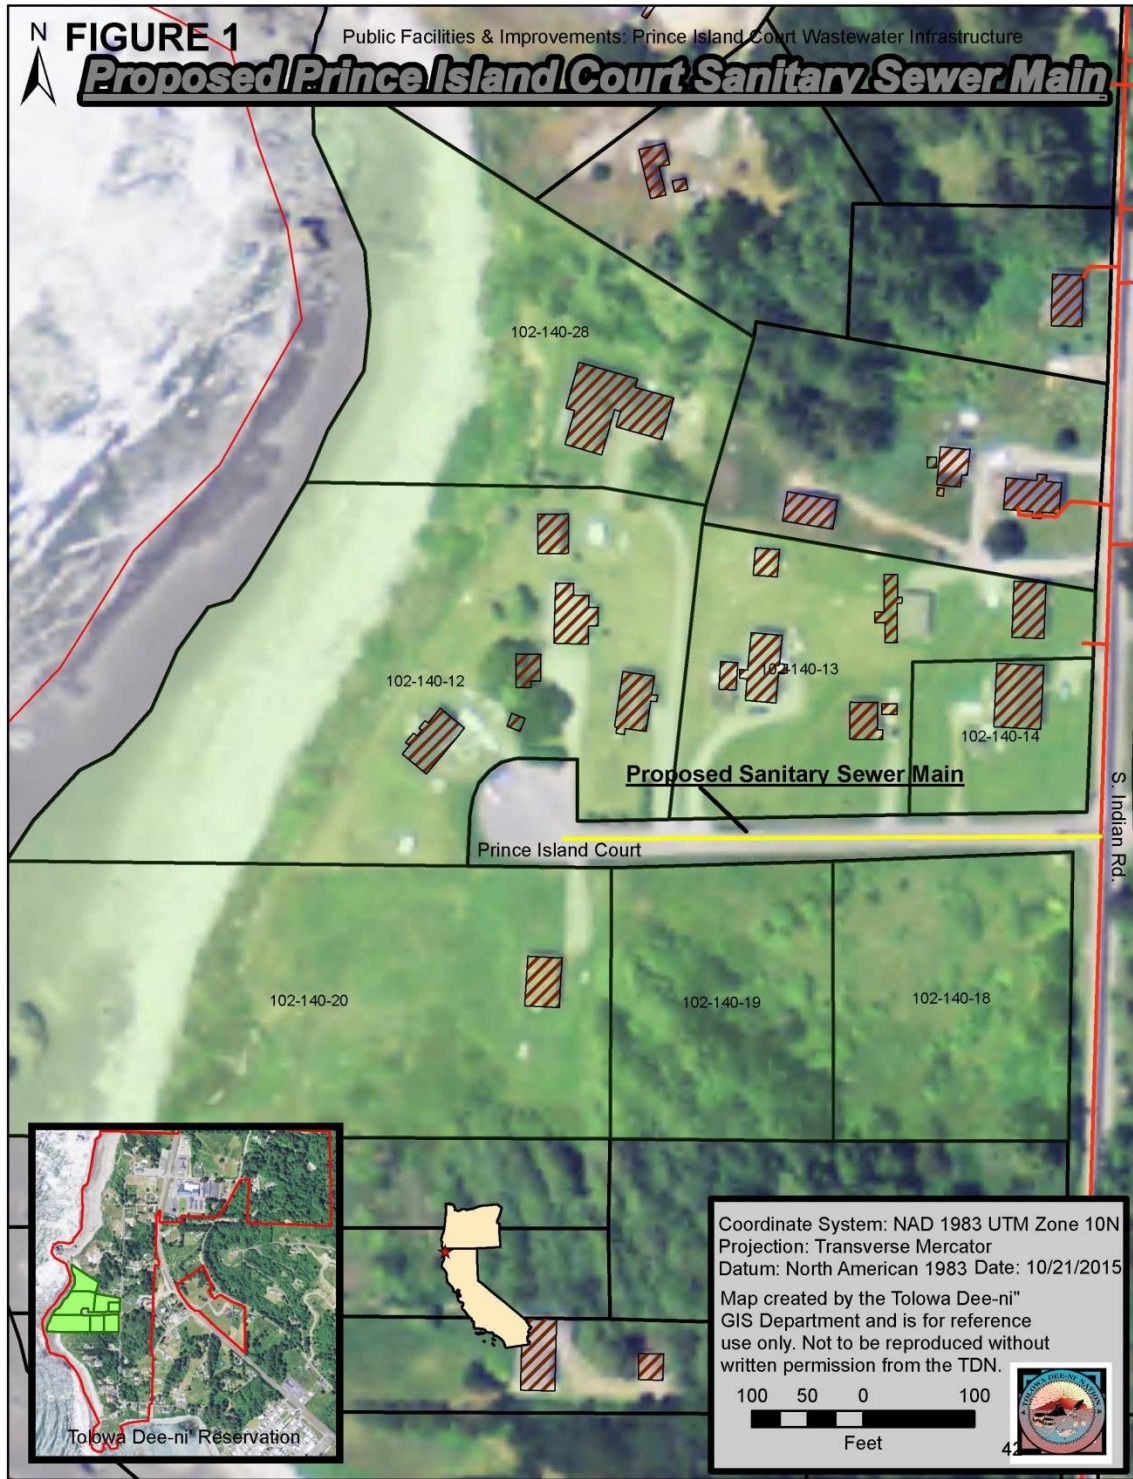 N
FIGURE 1
Public Facilities & Improvements: Prince Island Court Wastewater Infrastructure
Proposed Prince Island Court Sanitary Sewer Main
102-140-28
102-140-12
102-140-13
102-140-14
Proposed Sanitary Sewer Main
S. Indian Rd.
Prince Island Court
102-140-20
102-140-19
102-140-18
Tolowa Dee-ni' Reservation
Coordinate System: NAD 1983 UTM Zone 10N
Projection: Transverse Mercator
Datum: North American 1983 Date: 10/21/2015
Map created by the Tolowa Dee-ni"
GIS Department and is for reference
use only. Not to be reproduced without
written permission from the TDN.
100 50 0 100
Feet
42
TOLOWA DEE-NI' NATION